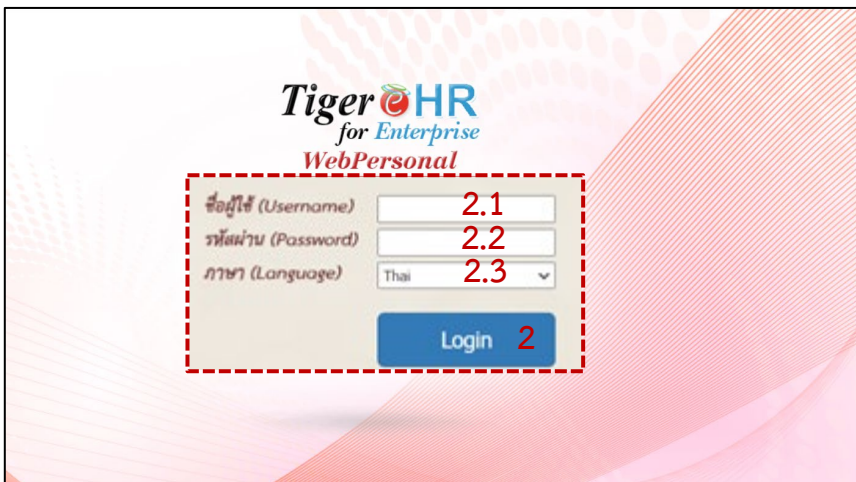 Tiger e HR
for Enterprise
WebPersonal
ชื่อผู้ใช้ (Username) 2.1
รหัสผ่าน (Password) 2.2
ภาษา (Language) Thai 2.3
Login 2